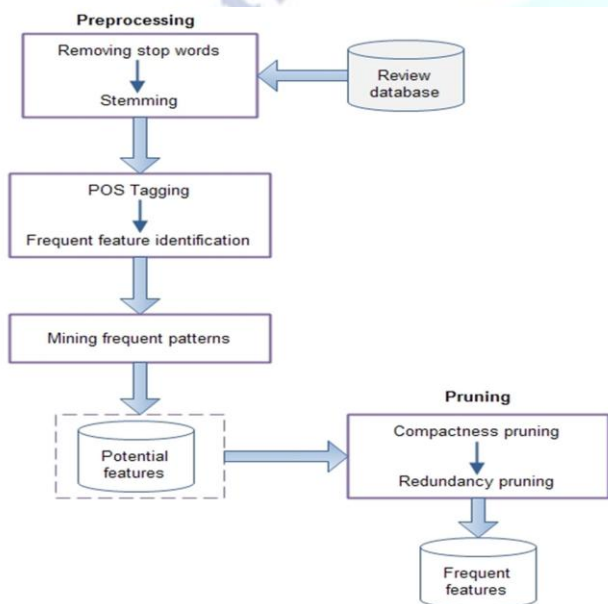 Preprocessing
Removing stop words
Stemming
Review
database
POS Tagging
Frequent feature identification
Mining frequent patterns
Potential
features
Pruning
Compactness pruning
Redundancy pruning
Frequent
features